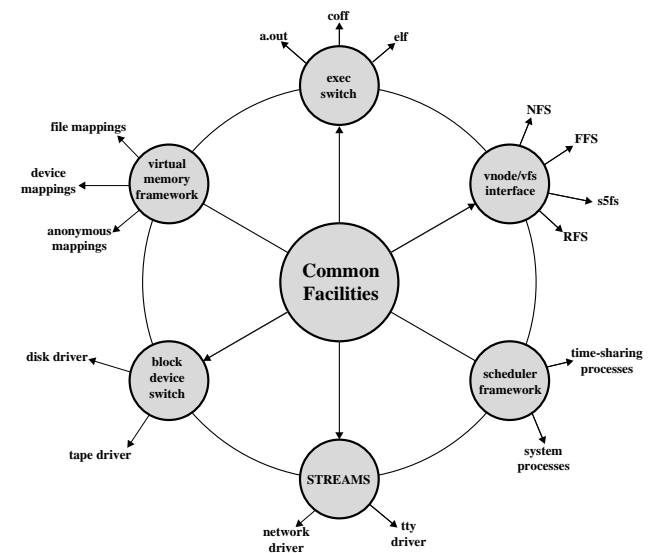 coff
a.out
elf
exec
switch
file mappings
device
mappings
anonymous
mappings
virtual
memory
framework
NFS
FFS
s5fs
RFS
vnode/vfs
interface
Common
Facilities
disk driver
tape driver
block
device
switch
scheduler
framework
time-sharing
processes
system
processes
STREAMS
network
driver
tty
driver